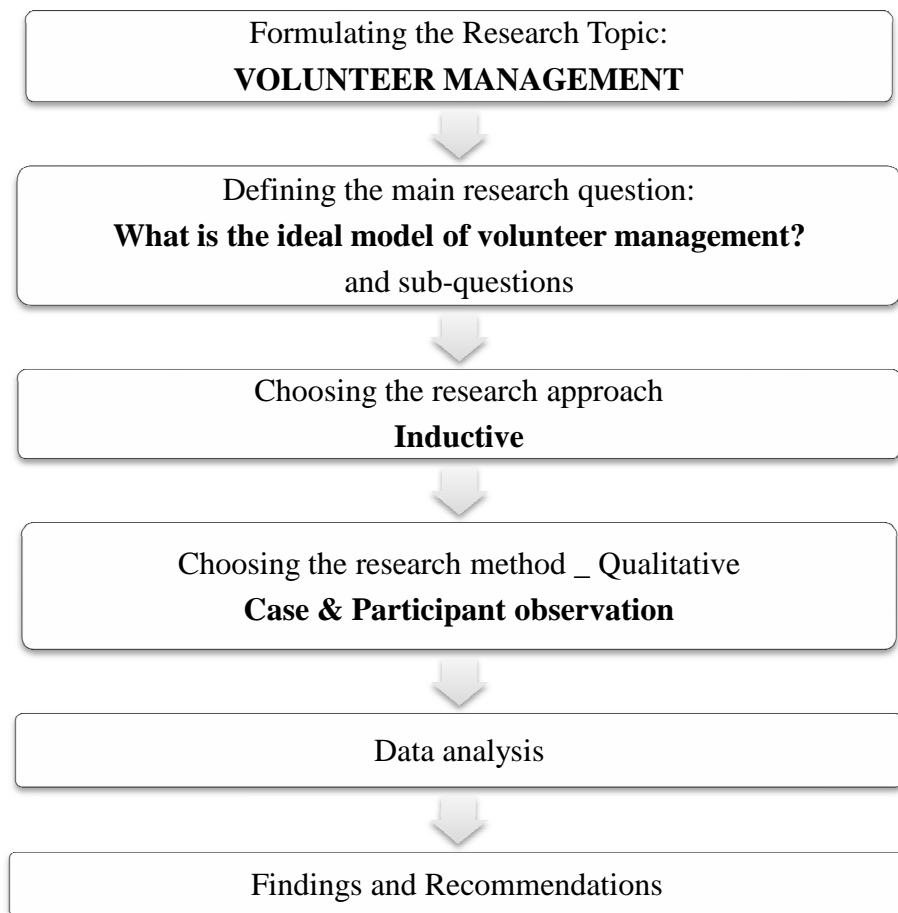 Formulating the Research Topic:
VOLUNTEER MANAGEMENT
Defining the main research question:
What is the ideal model of volunteer management?
and sub-questions
Choosing the research approach
Inductive
Choosing the research method _ Qualitative
Case & Participant observation
Data analysis
Findings and Recommendations